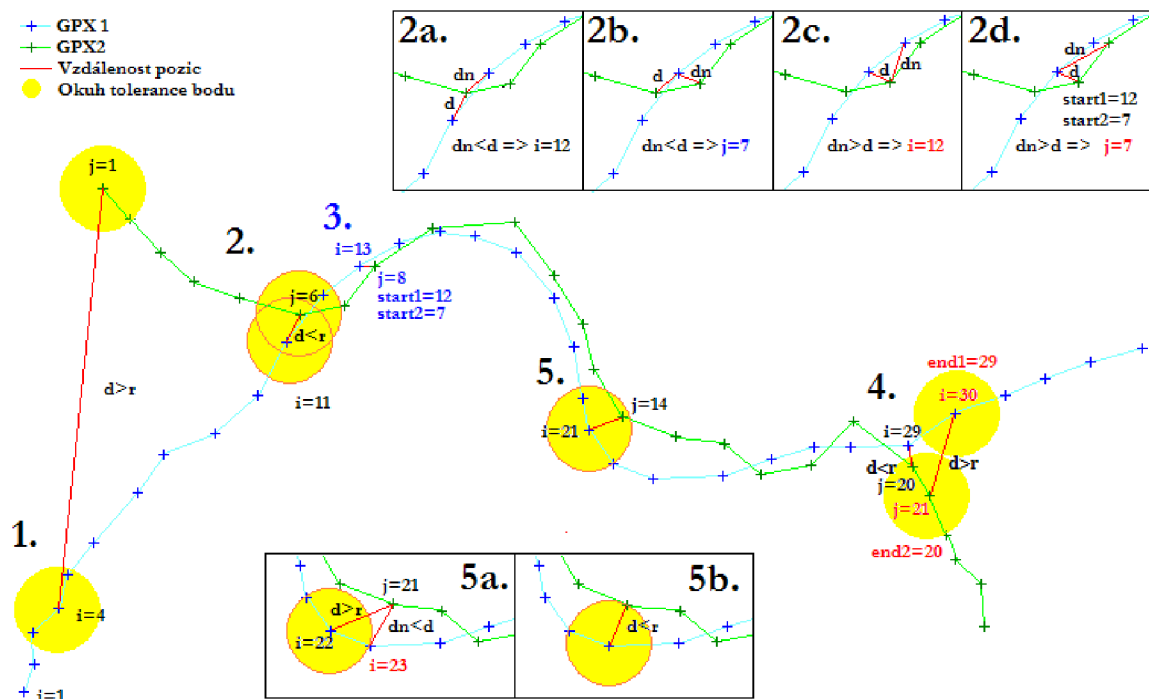 GPX 1
GPX2
Vzdálenost pozic
Okuh tolerance bodu
2a.
dn
d
dn<d => i=12
2b.
d
dn
dn<d => j=7
2c.
d
dn
dn>d => i=12
2d.
dn
d
start1=12
start2=7
dn>d => j=7
j=1
2.
3.
i=13
j=8
start1=12
start2=7
j=6
d<r
i=11
d>r
5.
j=14
i=21
4.
end1=29
i=30
i=29
d<r
d>r
j=20
j=21
end2=20
1.
i=4
i=1
5a.
j=21
d>r
dn<d
i=22
i=23
5b.
d<r